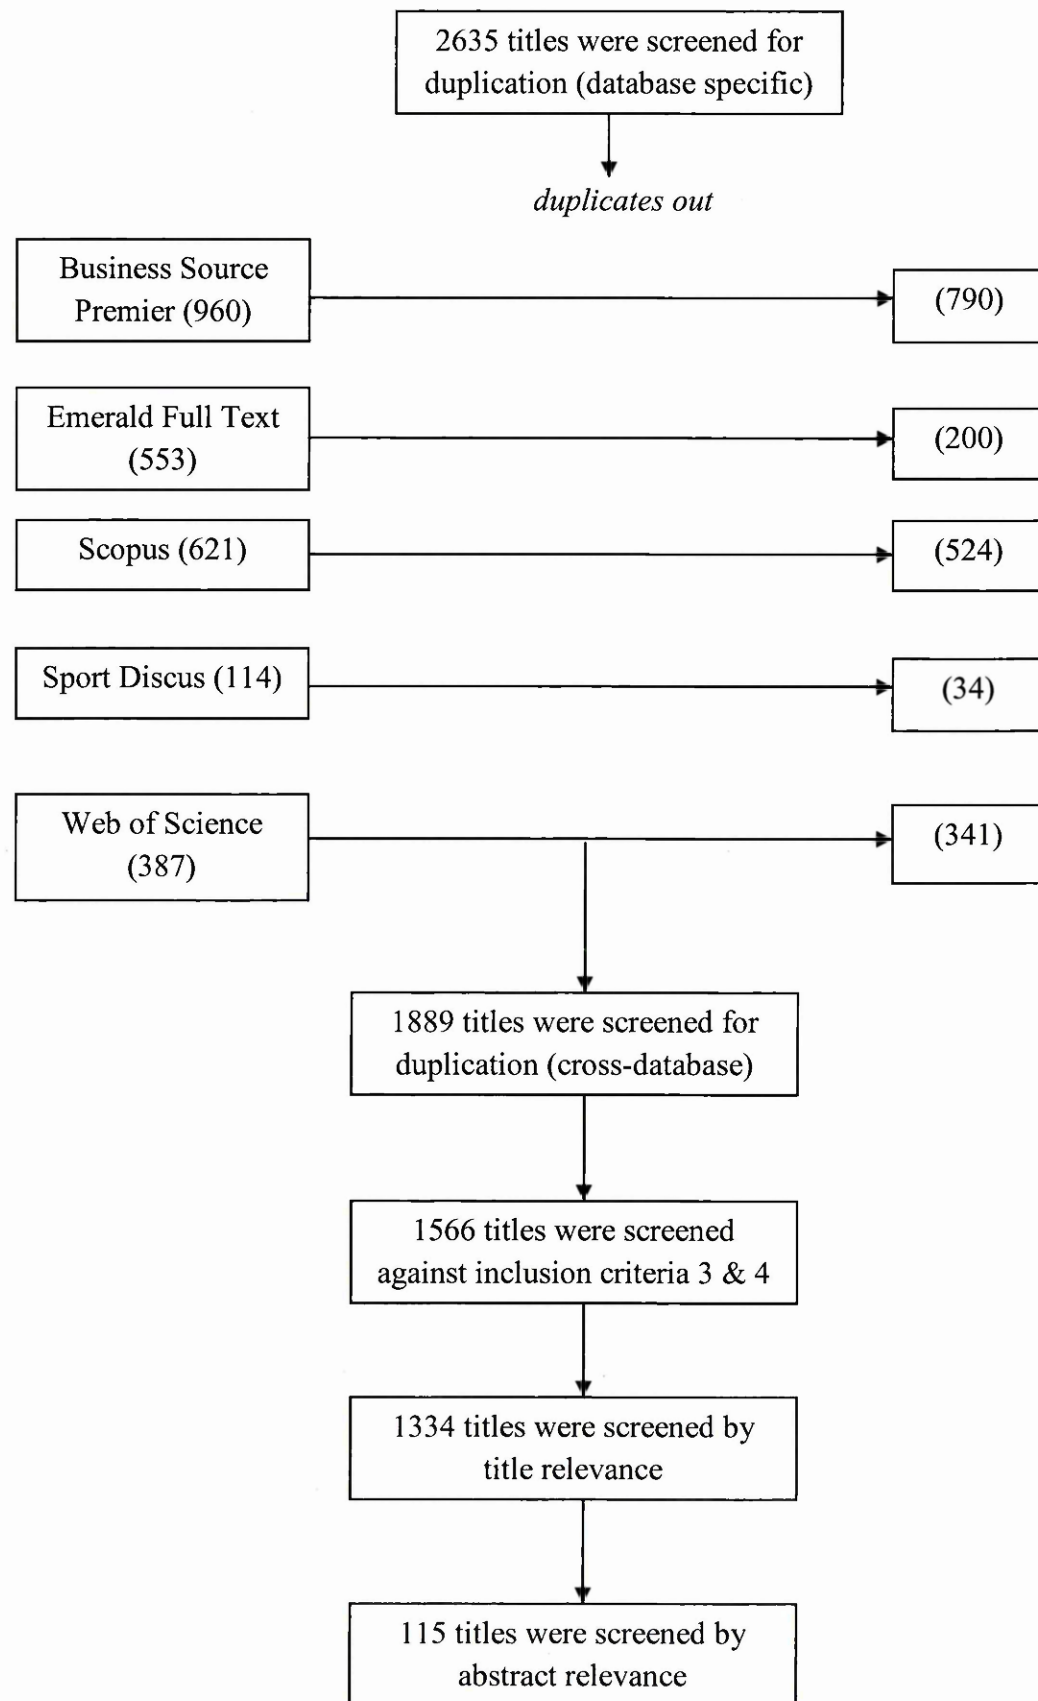 2635 titles were screened for
duplication (database specific)
duplicates out
Business Source
Premier (960)
(790)
Emerald Full Text
(553)
(200)
Scopus (621)
(524)
Sport Discus (114)
(34)
Web of Science
(387)
(341)
1889 titles were screened for
duplication (cross-database)
1566 titles were screened
against inclusion criteria 3 & 4
1334 titles were screened by
title relevance
115 titles were screened by
abstract relevance